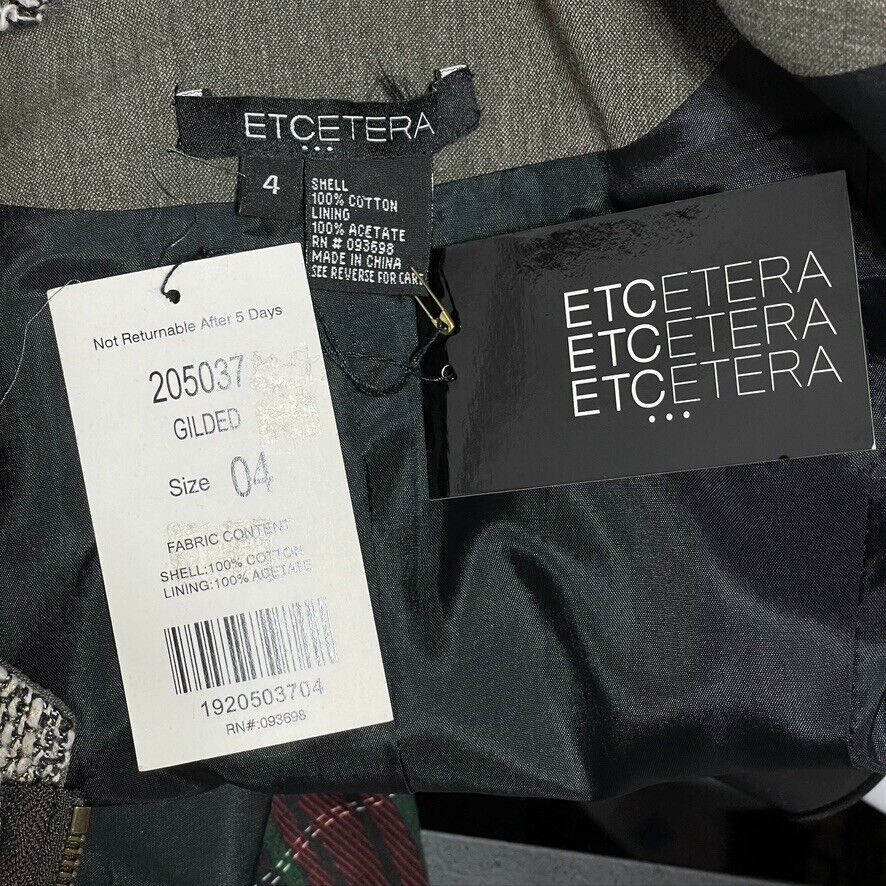 ETCETERA
...
4
SHELL
100% COTTON
LINING
100% ACETATE
RN # 093698
MADE IN CHINA
SEE REVERSE FOR CARE
Not Returnable After 5 Days
205037
GILDED
Size 04
FABRIC CONTENT
SHELL:100% COTTON
LINING:100% ACETATE
1920503704
RN#:093698
ETCETERA
ETCETERA
ETCETERA
...